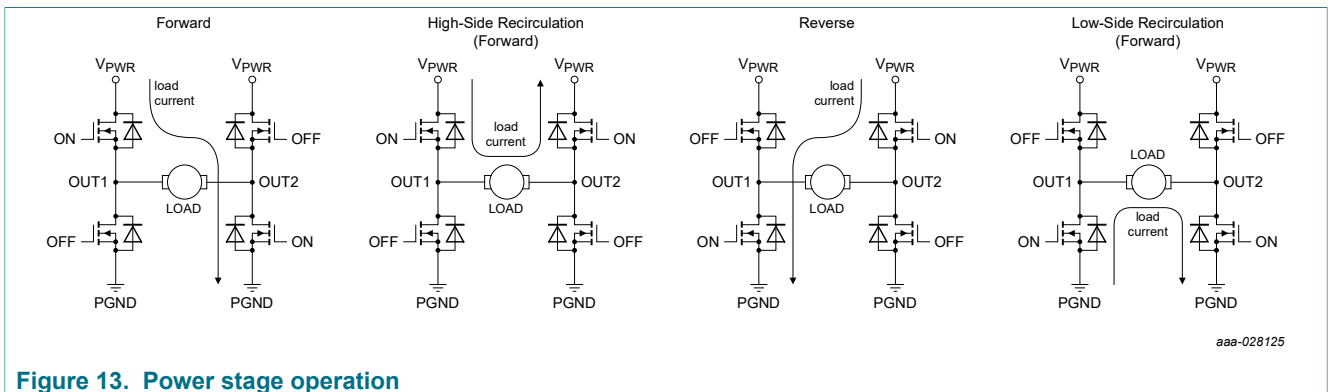 Forward
VPWR
VPWR
load
current
ON
OFF
OUT1
OUT2
LOAD
OFF
ON
PGND
PGND
High-Side Recirculation
(Forward)
VPWR
VPWR
load
current
ON
ON
OUT1
OUT2
LOAD
OFF
OFF
PGND
PGND
Reverse
VPWR
VPWR
load
current
OFF
ON
OUT1
OUT2
LOAD
ON
OFF
PGND
PGND
Low-Side Recirculation
(Forward)
VPWR
VPWR
OFF
OFF
LOAD
OUT1
OUT2
load
current
ON
ON
PGND
PGND
aaa-028125
Figure 13. Power stage operation